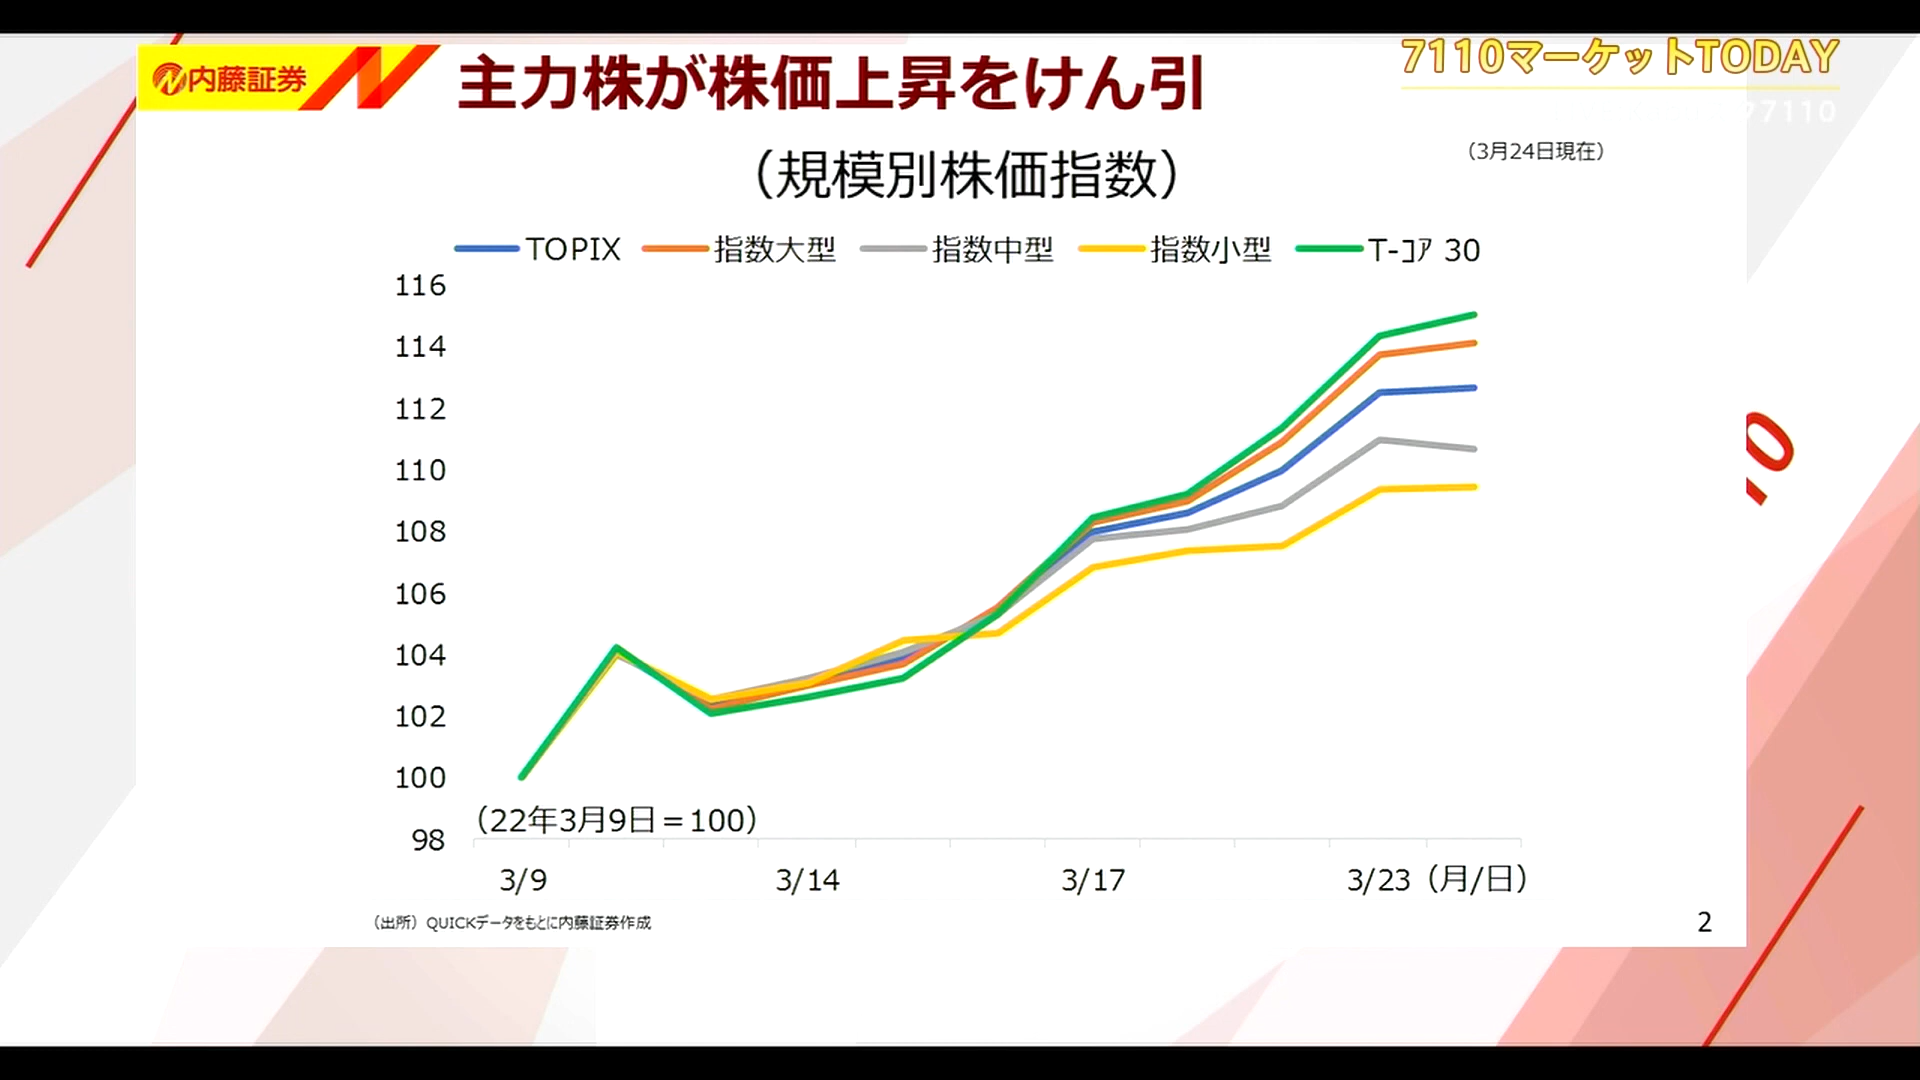 内藤証券
主力株が株価上昇をけん引
7110マーケットTODAY
7110
（3月24日現在）
（規模別株価指数）
TOPIX 指数大型 指数中型 指数小型 T-ｺｱ 30
116
114
112
110
108
106
104
102
100
98
（22年3月9日＝100）
3/9 3/14 3/17 3/23（月/日）
（出所）QUICKデータをもとに内藤証券作成
2